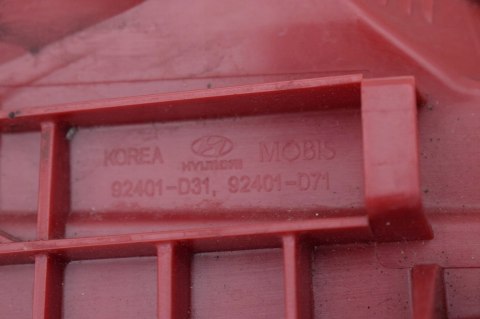 KOREA HYUNDAI MOBIS
92401-D31, 92401-D71